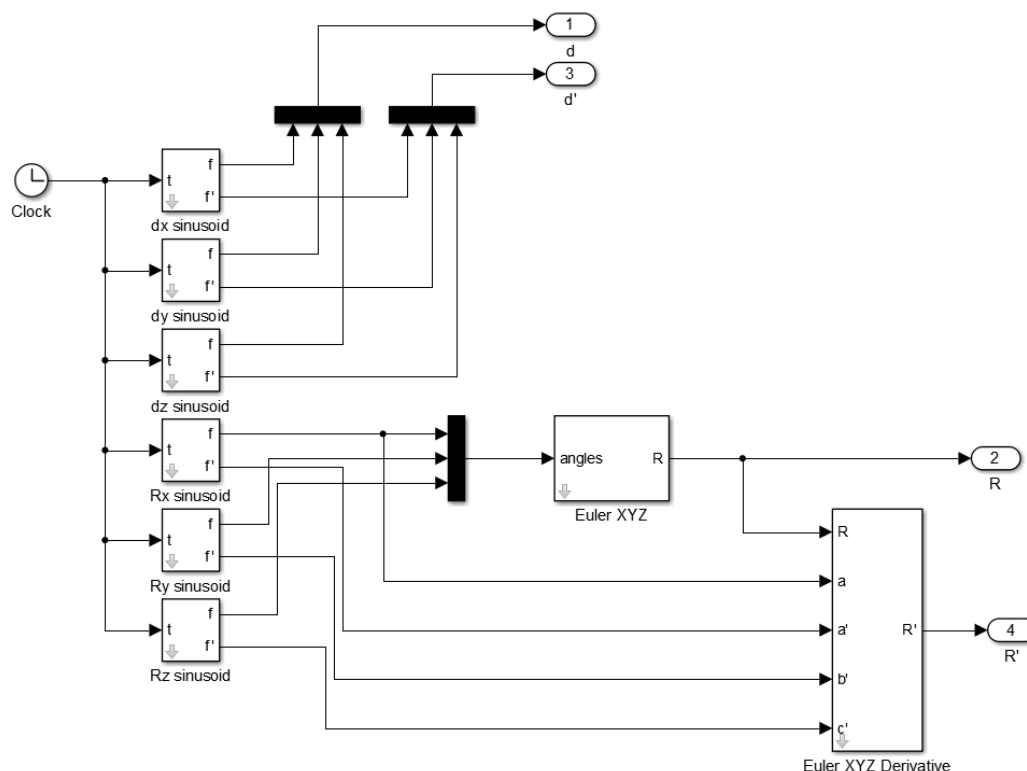 1
d
3
d'
Clock
t
f
f'
dx sinusoid
t
f
f'
dy sinusoid
t
f
f'
dz sinusoid
t
f
f'
Rx sinusoid
t
f
f'
Ry sinusoid
t
f
f'
Rz sinusoid
angles R
Euler XYZ
2
R
R
a
a'
b'
c'
R'
Euler XYZ Derivative
4
R'